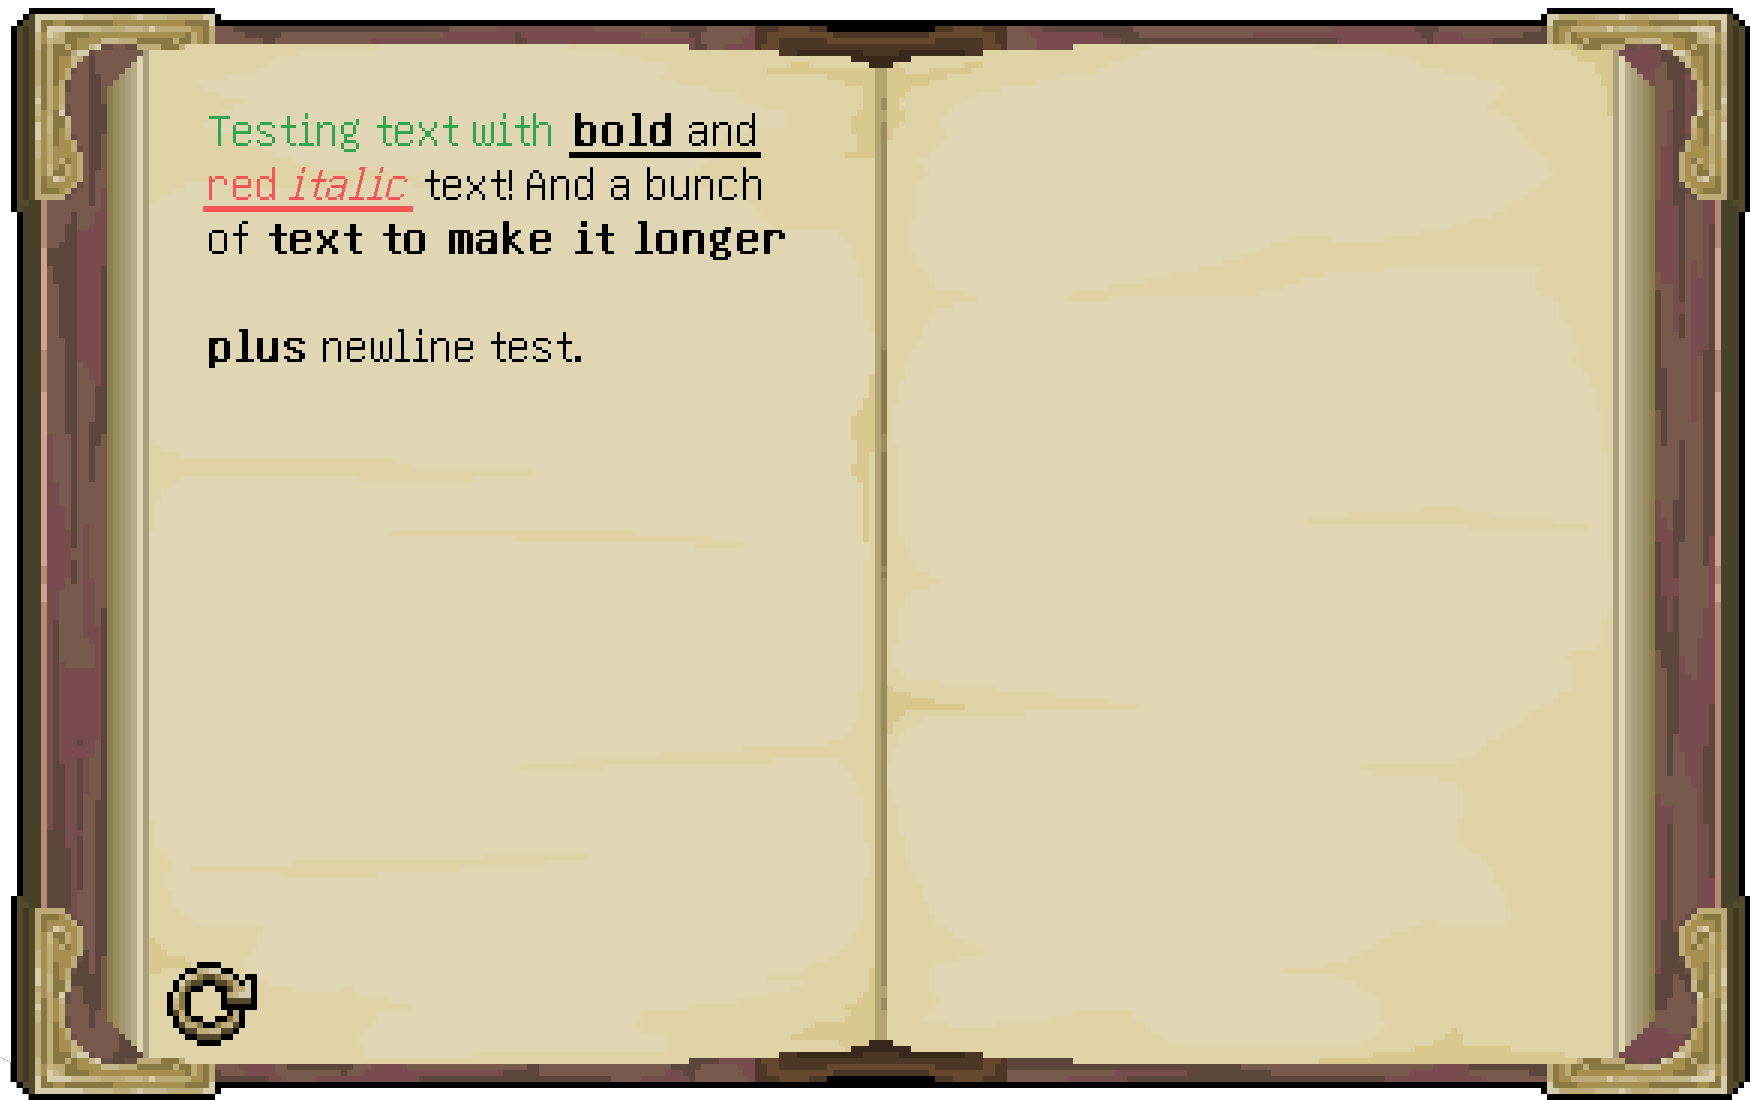 Testing text with bold and
red italic text! And a bunch
of text to make it longer
plus newline test.